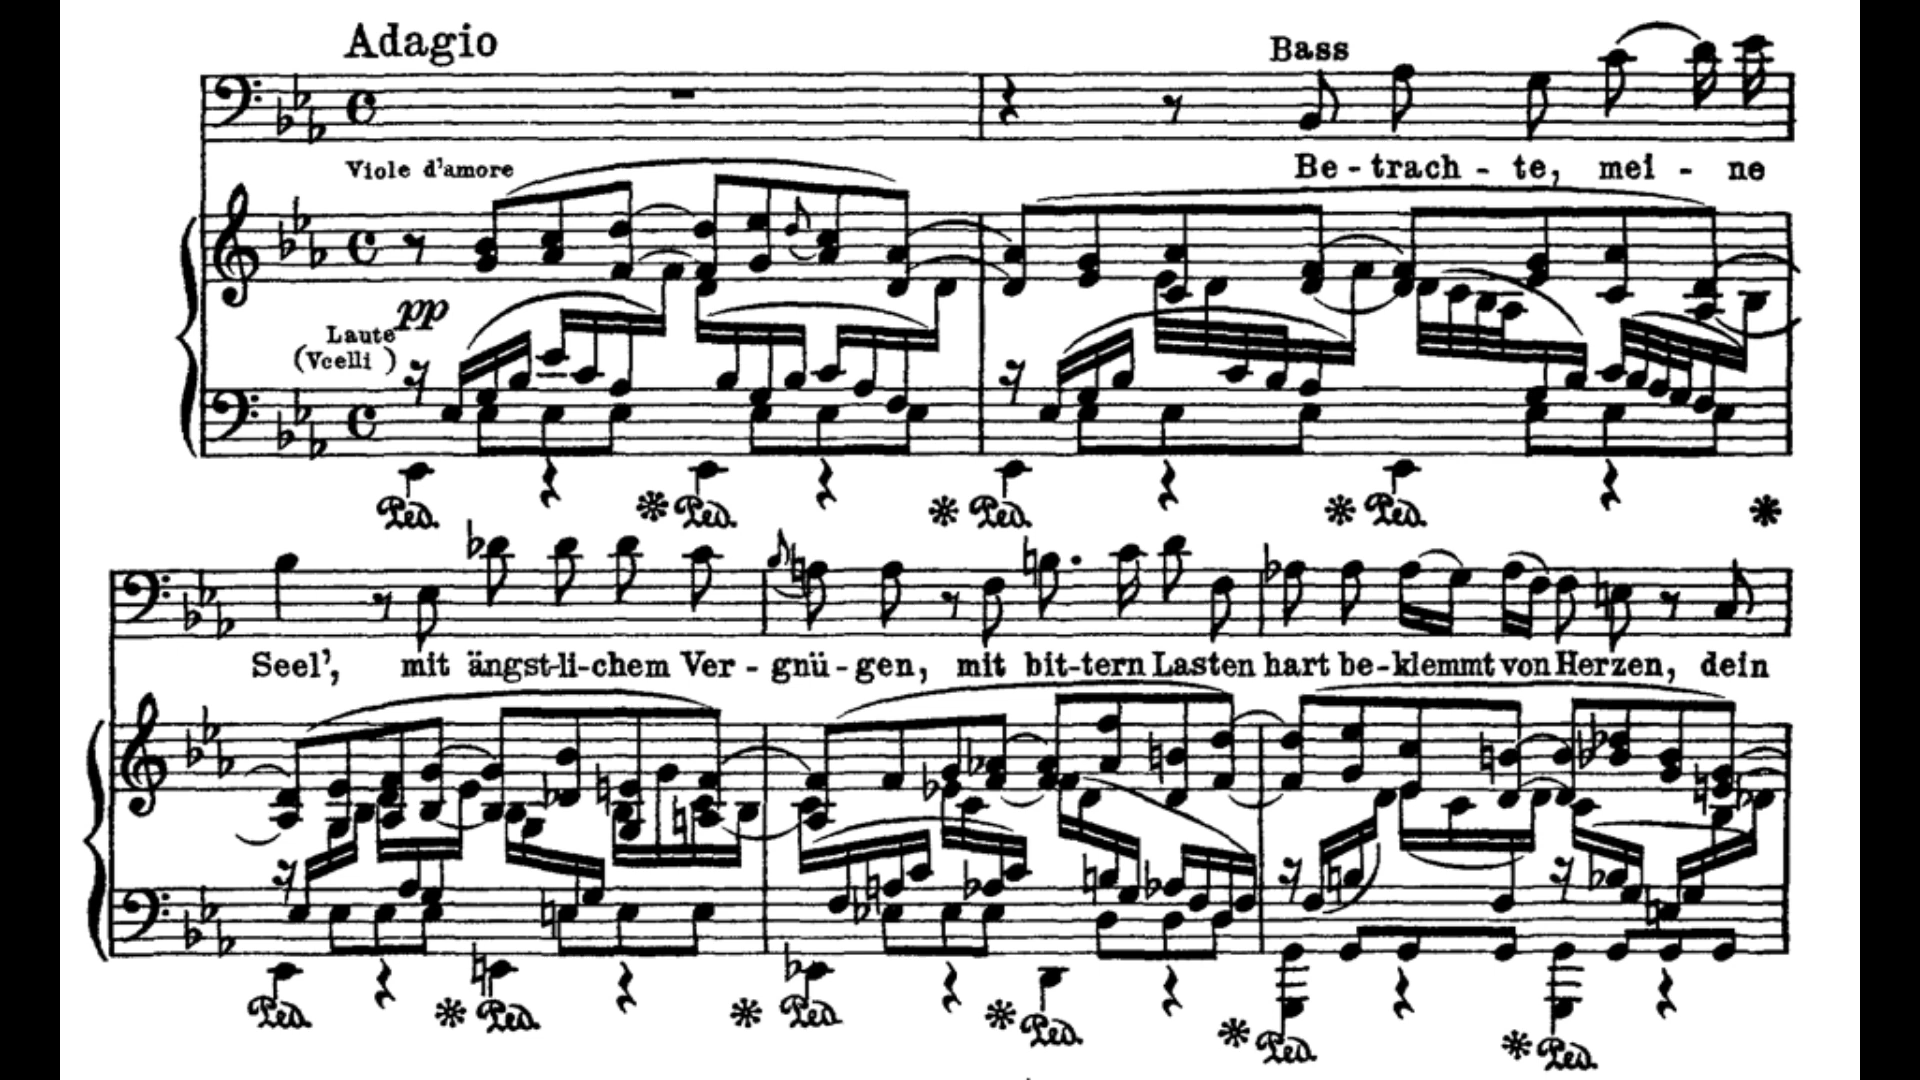 Adagio
Bass
Viole d'amore
Be - trach - te, mei - ne
pp
Laute
(Vcelli )
Ped. Ped. Ped. Ped.
Seel', mit ängst-li-chem Ver - gnü - gen, mit bit-tern Lasten hart be-klemmt von Herzen, dein
Ped. Ped. Ped. Ped. Ped. Ped.